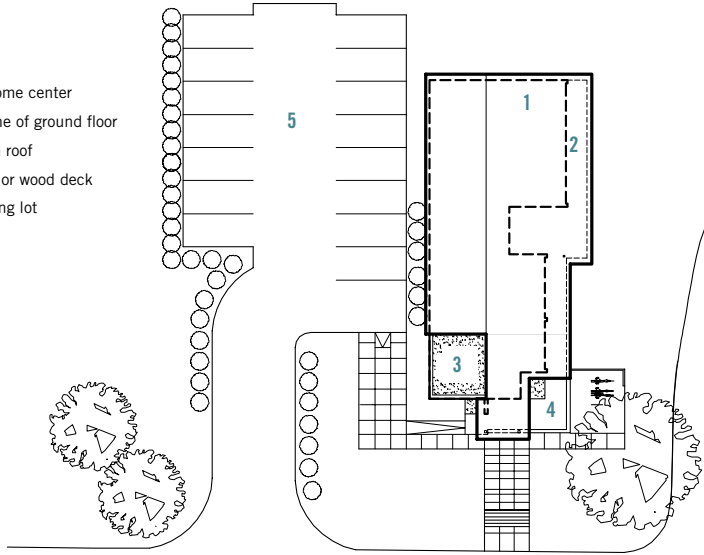 ome center
ne of ground floor
roof
or wood deck
ng lot
1
2
3
4
5